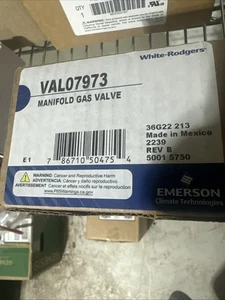 QTY
1
White-Rodgers
VAL07973
MANIFOLD GAS VALVE
36G22 213
Made in Mexico
2239
REV B
5001 5750
E1
7 86710 50475 4
WARNING: Cancer and Reproductive Harm
ADVERTENCIA: Cáncer y daño reproductivo
AVERTISSEMENT Cancer et effets nocifs sur la reproduction
www.P65Warnings.ca.gov
EMERSON
Climate Technologies